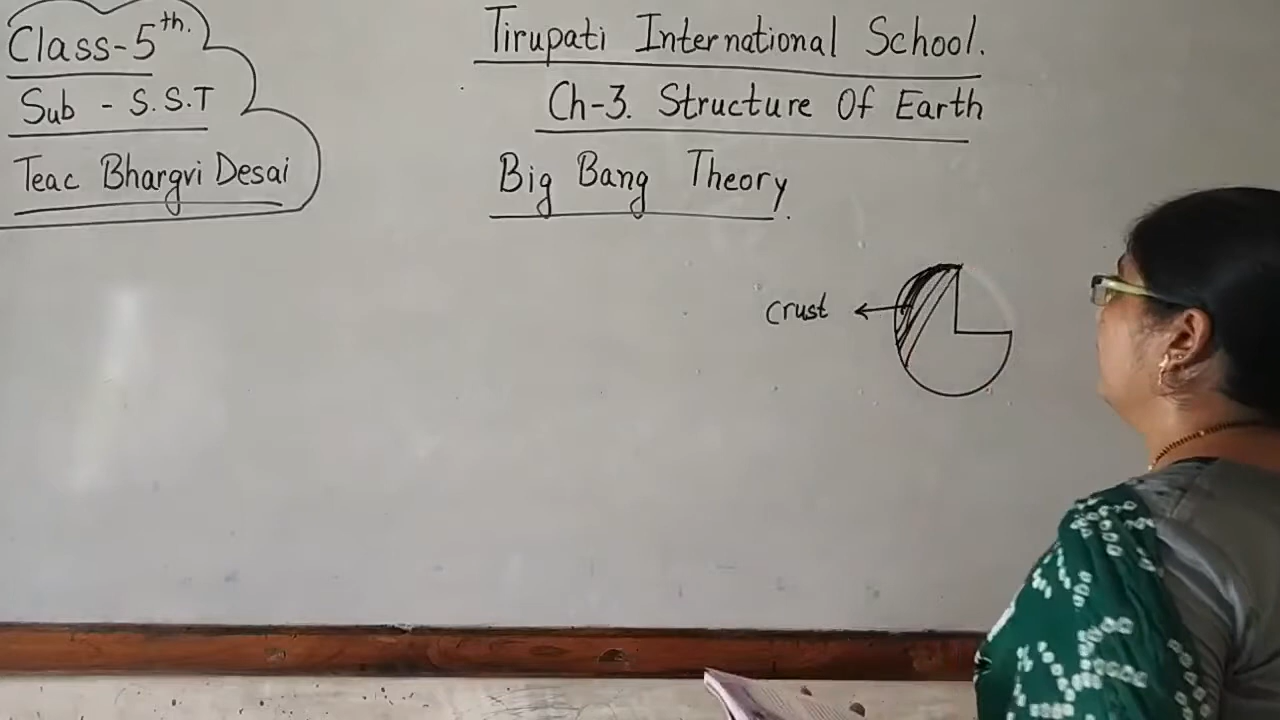 Class-5th.
Sub - S.S.T
Teac Bhargvi Desai
Tirupati International School.
Ch-3. Structure Of Earth
Big Bang Theory.
Crust